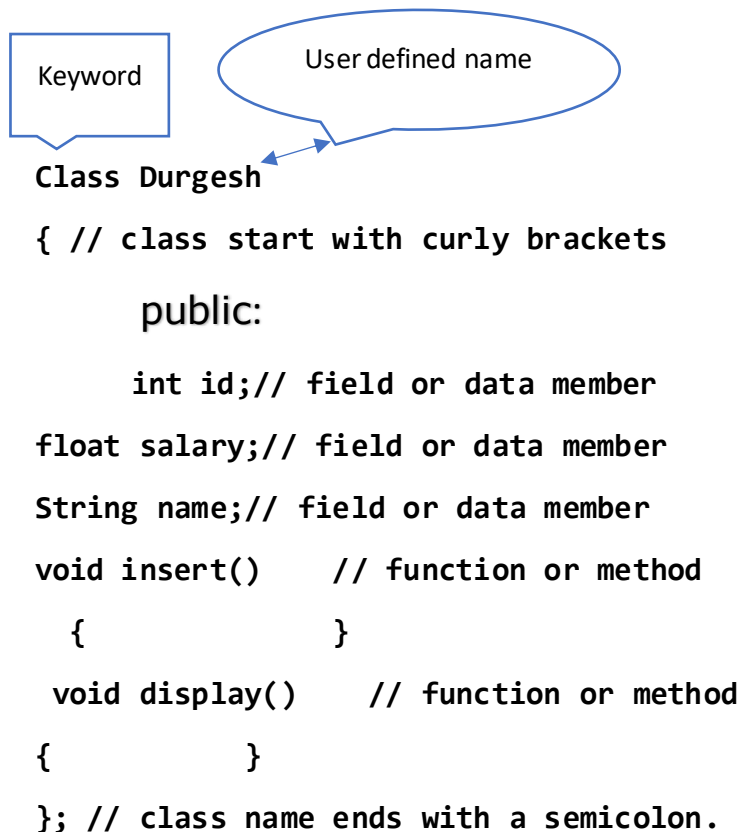 Keyword
User defined name
Class Durgesh
{ // class start with curly brackets
public:
int id;// field or data member
float salary;// field or data member
String name;// field or data member
void insert()    // function or method
{               }
void display()    // function or method
{           }
}; // class name ends with a semicolon.